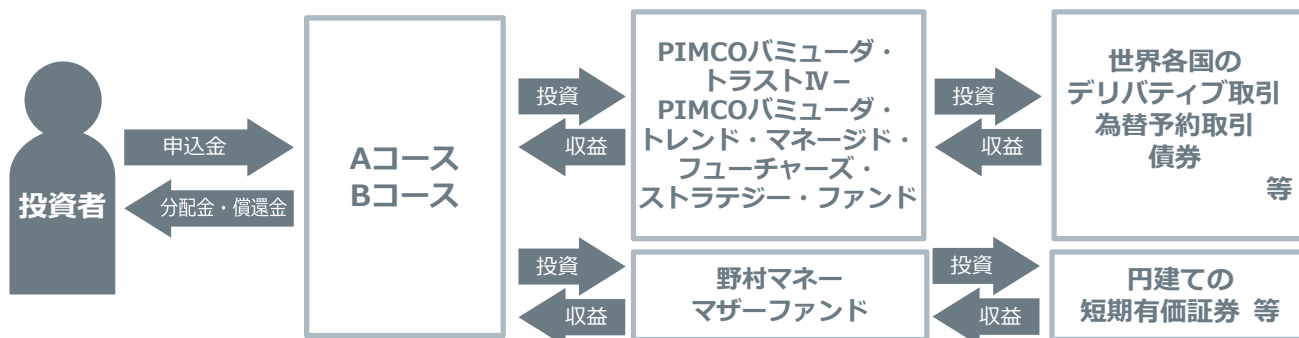 投資者
申込金
分配金・償還金
Aコース
Bコース
投資
収益
PIMCOバミューダ・
トラストⅣ－
PIMCOバミューダ・
トレンド・マネージド・
フューチャーズ・
ストラテジー・ファンド
投資
収益
世界各国の
デリバティブ取引
為替予約取引
債券
等
投資
収益
野村マネー
マザーファンド
投資
収益
円建ての
短期有価証券 等